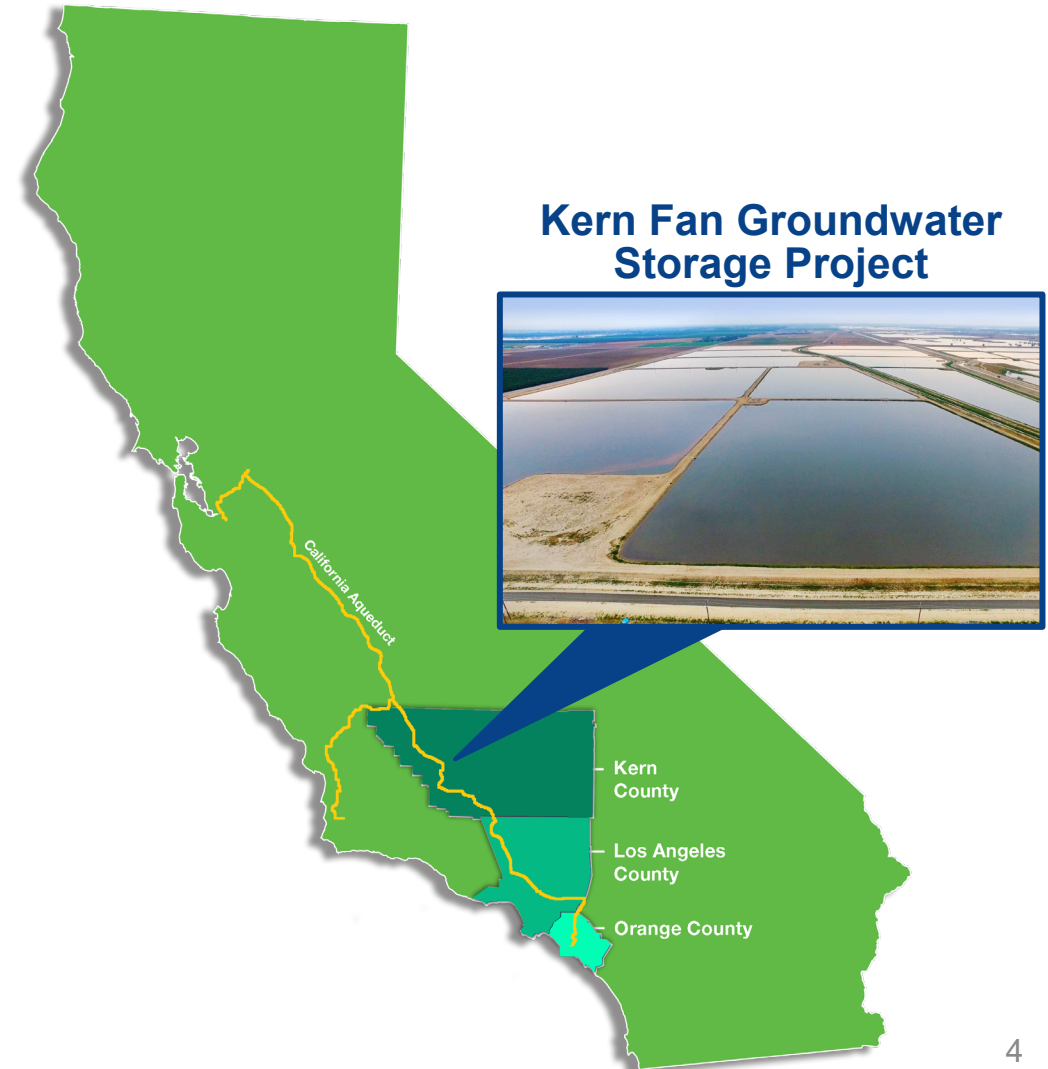 Kern Fan Groundwater
Storage Project
California Aqueduct
Kern
County
Los Angeles
County
Orange County
4